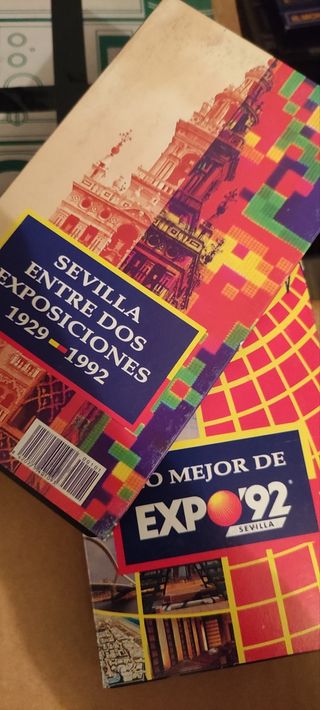 SEVILLA
ENTRE DOS
EXPOSICIONES
1929 1992
O MEJOR DE
EXPO'92
SEVILLA